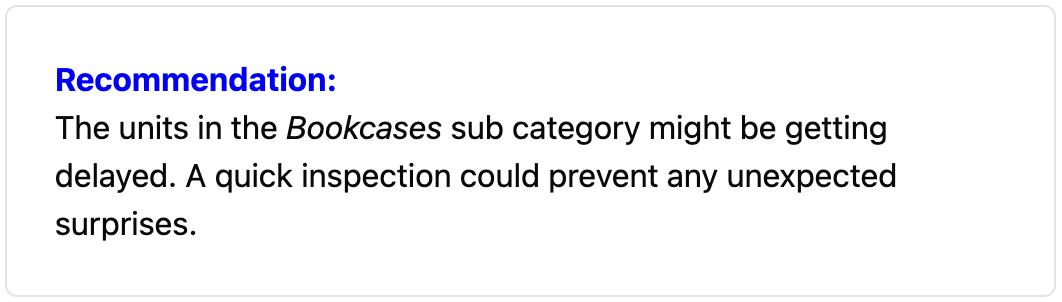 Recommendation:
The units in the Bookcases sub category might be getting
delayed. A quick inspection could prevent any unexpected
surprises.